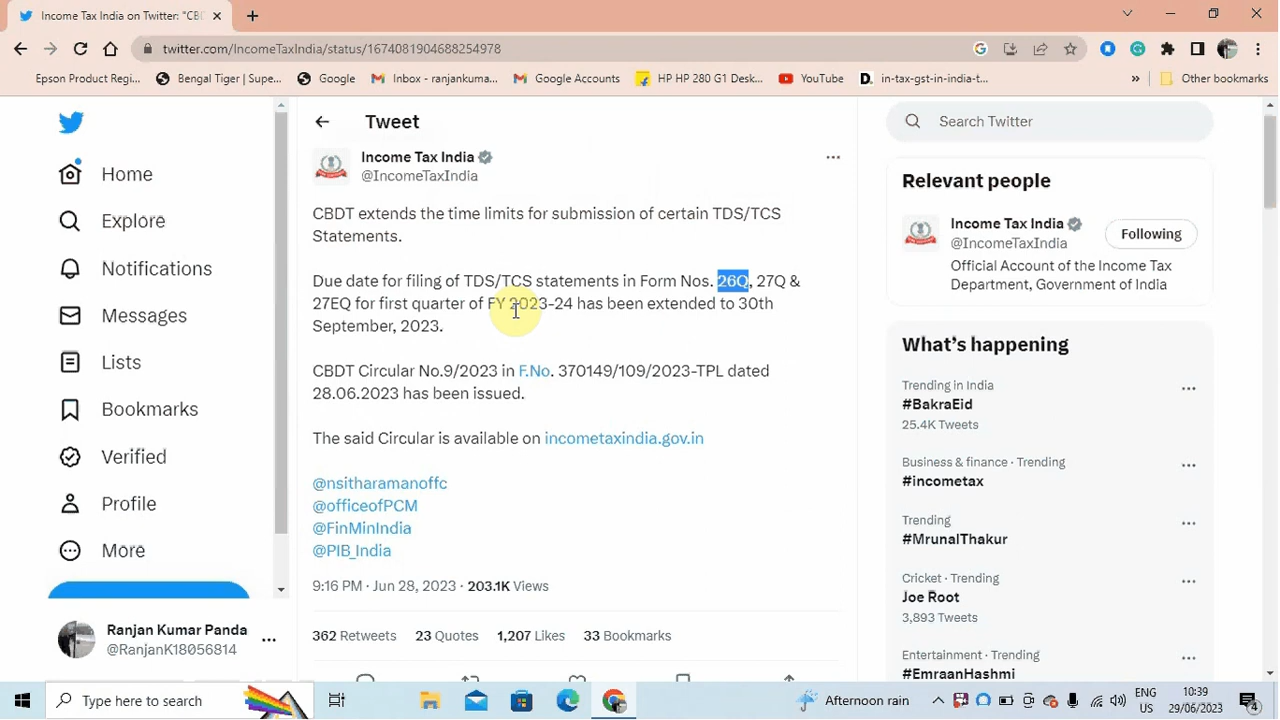 Income Tax India on Twitter: "CBD
twitter.com/IncomeTaxIndia/status/1674081904688254978
Epson Product Regi...
Bengal Tiger | Supe...
Google
Inbox - ranjankuma...
Google Accounts
HP HP 280 G1 Desk...
YouTube
in-tax-gst-in-india-t...
»
Other bookmarks
Home
Explore
Notifications
Messages
Lists
Bookmarks
Verified
Profile
More
Ranjan Kumar Panda
@RanjanK18056814
Tweet
Income Tax India
@IncomeTaxIndia
CBDT extends the time limits for submission of certain TDS/TCS
Statements.
Due date for filing of TDS/TCS statements in Form Nos. 26Q, 27Q &
27EQ for first quarter of FY 2023-24 has been extended to 30th
September, 2023.
CBDT Circular No.9/2023 in F.No. 370149/109/2023-TPL dated
28.06.2023 has been issued.
The said Circular is available on incometaxindia.gov.in
@nsitharamanoffc
@officeofPCM
@FinMinIndia
@PIB_India
9:16 PM · Jun 28, 2023 · 203.1K Views
362 Retweets 23 Quotes 1,207 Likes 33 Bookmarks
Search Twitter
Relevant people
Income Tax India
@IncomeTaxIndia
Following
Official Account of the Income Tax
Department, Government of India
What's happening
Trending in India
#BakraEid
25.4K Tweets
Business & finance · Trending
#incometax
Trending
#MrunalThakur
Cricket · Trending
Joe Root
3,893 Tweets
Entertainment · Trending
#EmraanHashmi
Type here to search
Afternoon rain
ENG
US
10:39
29/06/2023
4